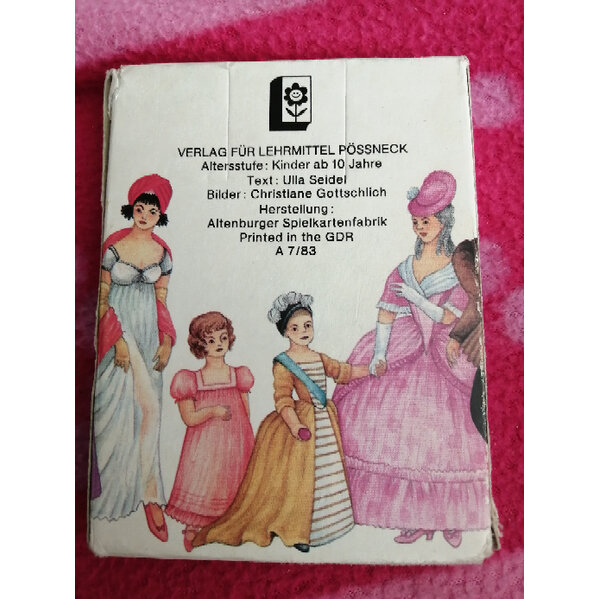 VERLAG FÜR LEHRMITTEL PÖSSNECK
Altersstufe: Kinder ab 10 Jahre
Text: Ulla Seidel
Bilder: Christiane Gottschlich
Herstellung:
Altenburger Spielkartenfabrik
Printed in the GDR
A 7/83